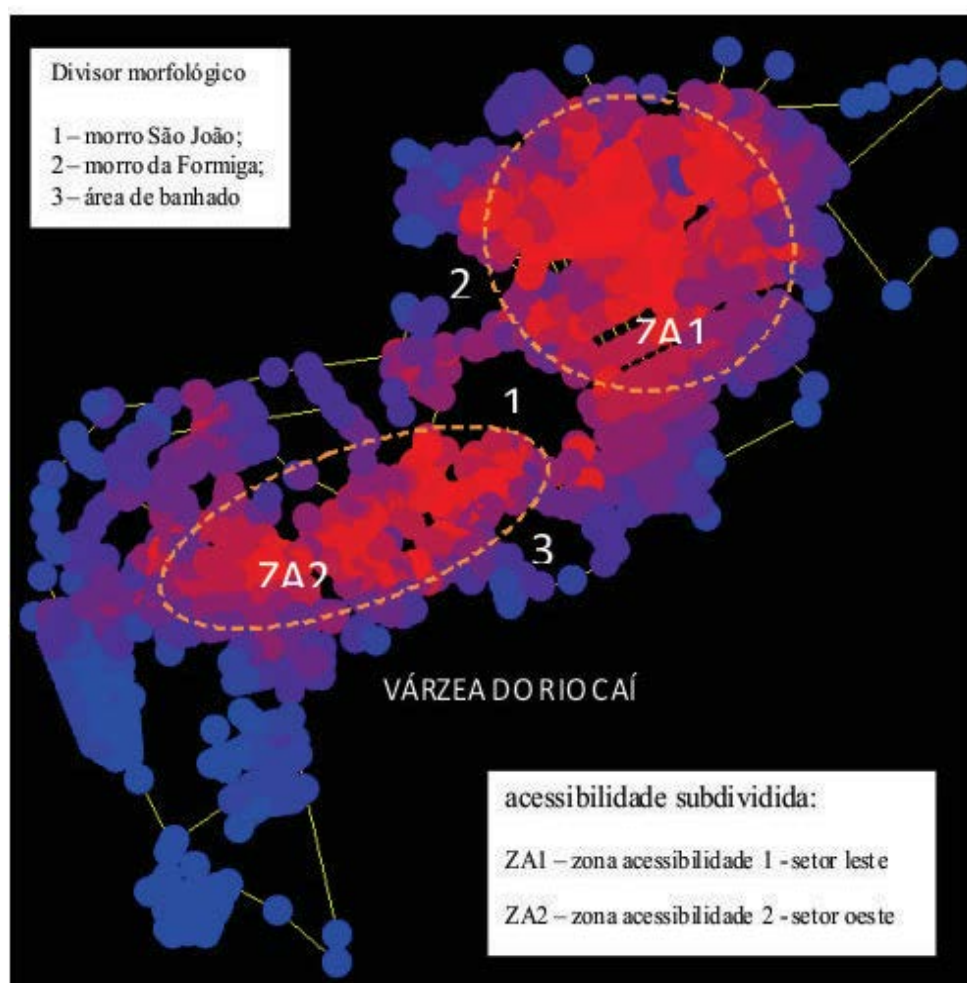 Divisor morfológico
1 – morro São João;
2 – morro da Formiga;
3 – área de banhado
2
ZA1
1
3
ZA2
VÁRZEA DO RIO CAÍ
acessibilidade subdividida:
ZA1 – zona acessibilidade 1 - setor leste
ZA2 – zona acessibilidade 2 - setor oeste